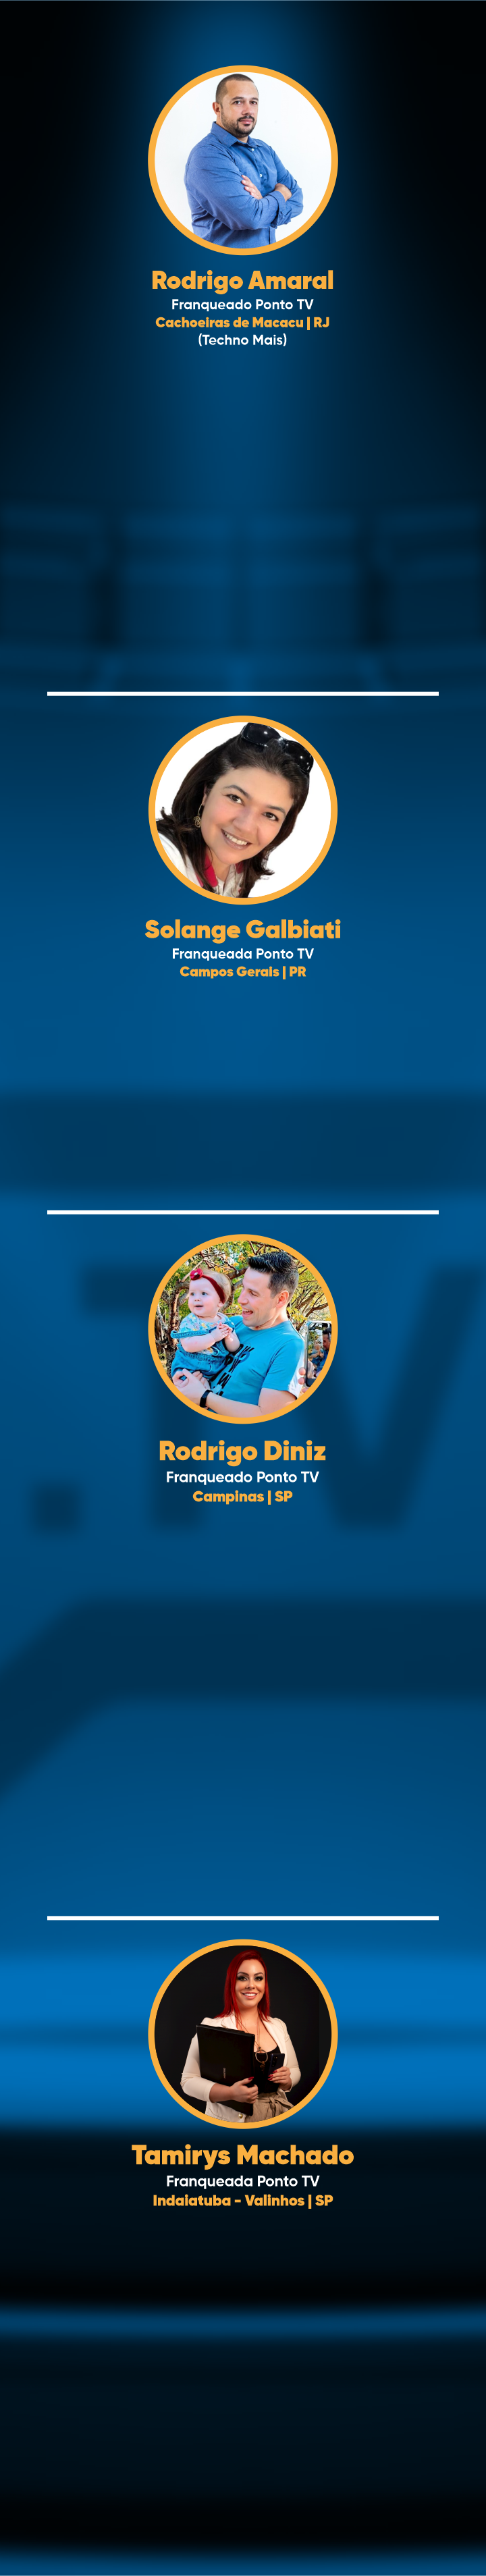 Rodrigo Amaral
Franqueado Ponto TV
Cachoeiras de Macacu | RJ
(Techno Mais)
Solange Galbiati
Franqueada Ponto TV
Campos Gerais | PR
.TV
Rodrigo Diniz
Franqueado Ponto TV
Campinas | SP
Tamirys Machado
Franqueada Ponto TV
Indaiatuba - Valinhos | SP